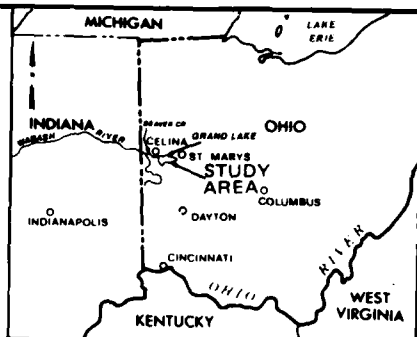 MICHIGAN
LAKE
ERIE
INDIANA
WABASH RIVER
BEAVER CR
OHIO
CELINA
GRAND LAKE
ST MARYS
STUDY
AREA
COLUMBUS
INDIANAPOLIS
DAYTON
CINCINNATI
OHIO RIVER
KENTUCKY
WEST
VIRGINIA